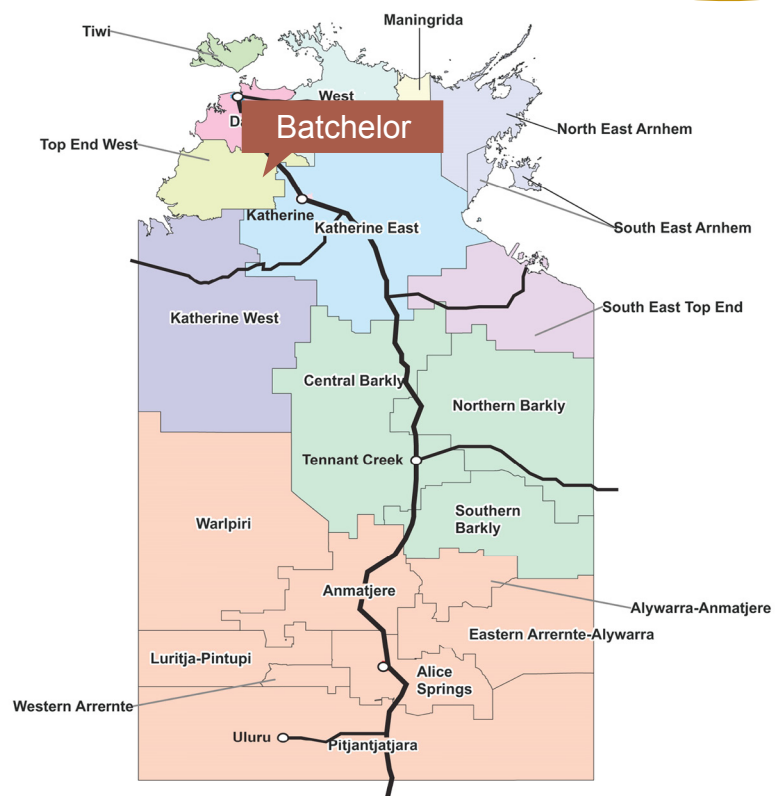 Maningrida
Tiwi
West
Da
Batchelor
North East Arnhem
Top End West
Katherine
Katherine East
South East Arnhem
South East Top End
Katherine West
Central Barkly
Northern Barkly
Tennant Creek
Southern
Barkly
Warlpiri
Anmatjere
Alywarra-Anmatjere
Eastern Arrernte-Alywarra
Luritja-Pintupi
Alice
Springs
Western Arrernte
Uluru
Pitjantjatjara